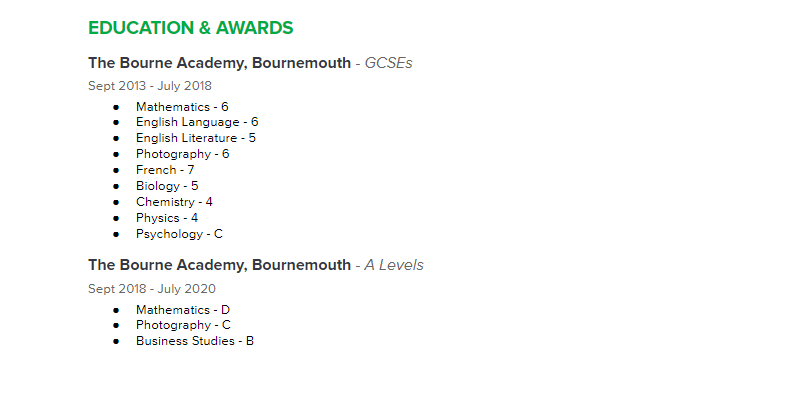 EDUCATION & AWARDS
The Bourne Academy, Bournemouth - GCSEs
Sept 2013 - July 2018
● Mathematics - 6
● English Language - 6
● English Literature - 5
● Photography - 6
● French - 7
● Biology - 5
● Chemistry - 4
● Physics - 4
● Psychology - C
The Bourne Academy, Bournemouth - A Levels
Sept 2018 - July 2020
● Mathematics - D
● Photography - C
● Business Studies - B